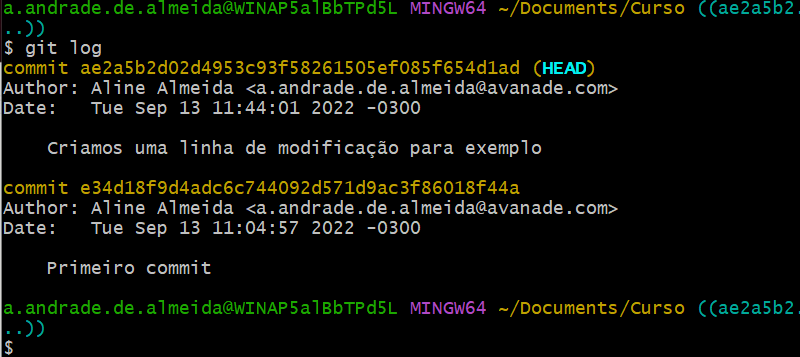 a.andrade.de.almeida@WINAP5alBbTPd5L MINGW64 ~/Documents/Curso ((ae2a5b2.
..))
$ git log
commit ae2a5b2d02d4953c93f58261505ef085f654d1ad (HEAD)
Author: Aline Almeida <a.andrade.de.almeida@avanade.com>
Date:   Tue Sep 13 11:44:01 2022 -0300
    Criamos uma linha de modificação para exemplo
commit e34d18f9d4adc6c744092d571d9ac3f86018f44a
Author: Aline Almeida <a.andrade.de.almeida@avanade.com>
Date:   Tue Sep 13 11:04:57 2022 -0300
    Primeiro commit
a.andrade.de.almeida@WINAP5alBbTPd5L MINGW64 ~/Documents/Curso ((ae2a5b2.
..))
$